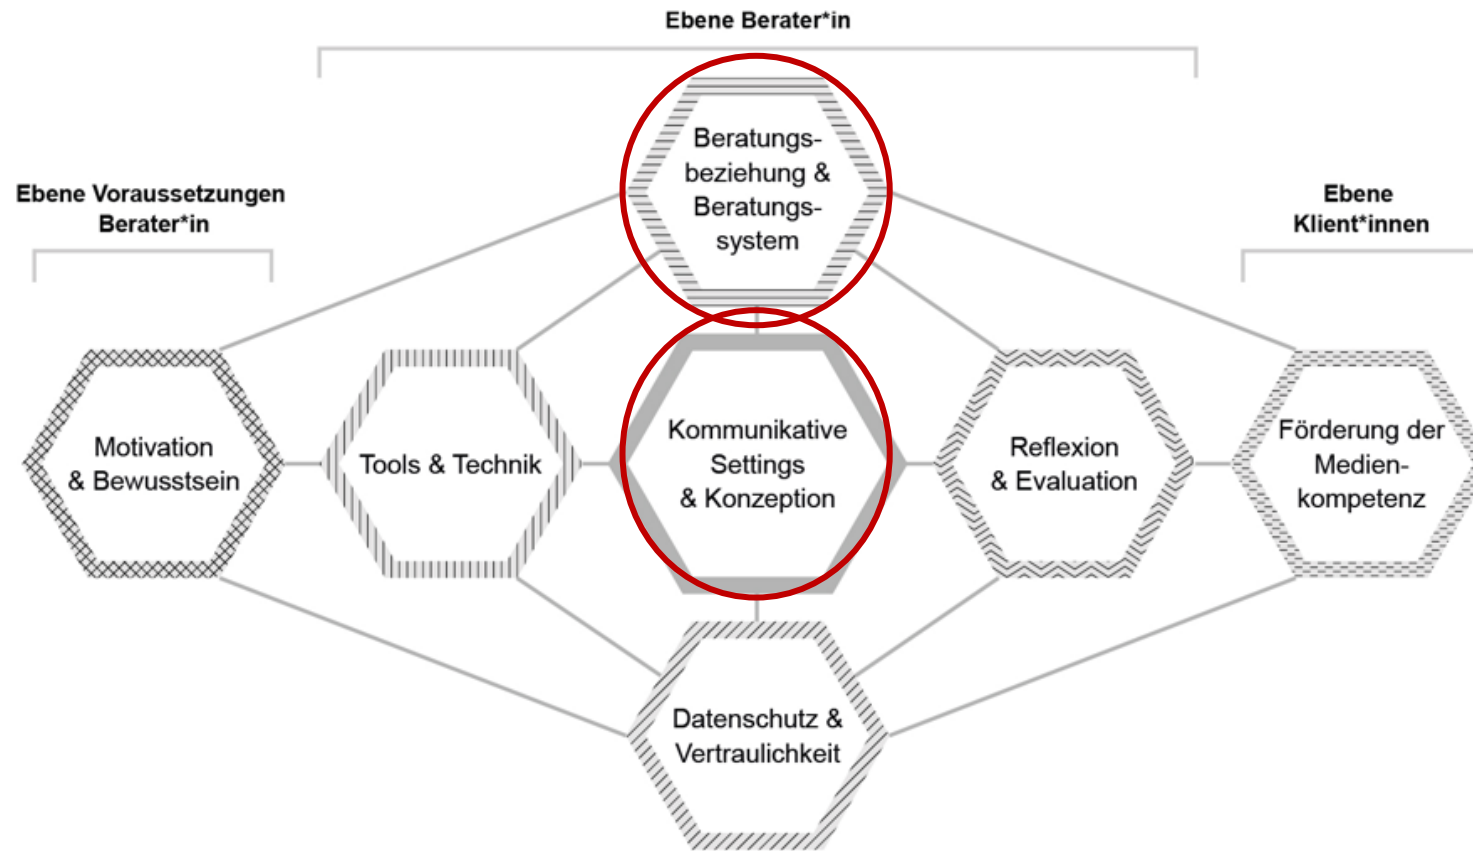 Ebene Berater*in
Ebene Voraussetzungen
Berater*in
Ebene
Klient*innen
Beratungs-
beziehung &
Beratungs-
system
Motivation
& Bewusstsein
Tools & Technik
Kommunikative
Settings
& Konzeption
Reflexion
& Evaluation
Förderung der
Medien-
kompetenz
Datenschutz &
Vertraulichkeit